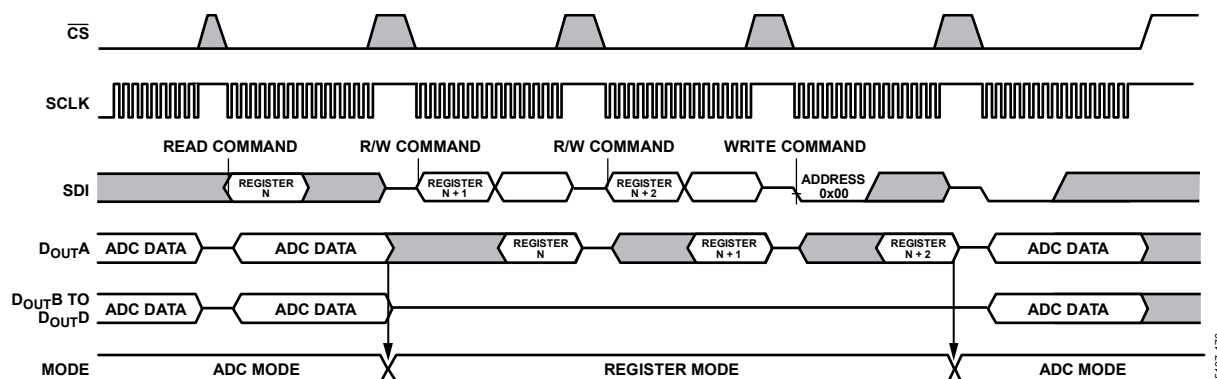 CS
SCLK
READ COMMAND R/W COMMAND R/W COMMAND WRITE COMMAND
SDI REGISTER N REGISTER N + 1 REGISTER N + 2 ADDRESS 0x00
DOUTA ADC DATA ADC DATA REGISTER N REGISTER N + 1 REGISTER N + 2 ADC DATA
DOUTB TO DOUTD ADC DATA ADC DATA ADC DATA
MODE ADC MODE REGISTER MODE ADC MODE